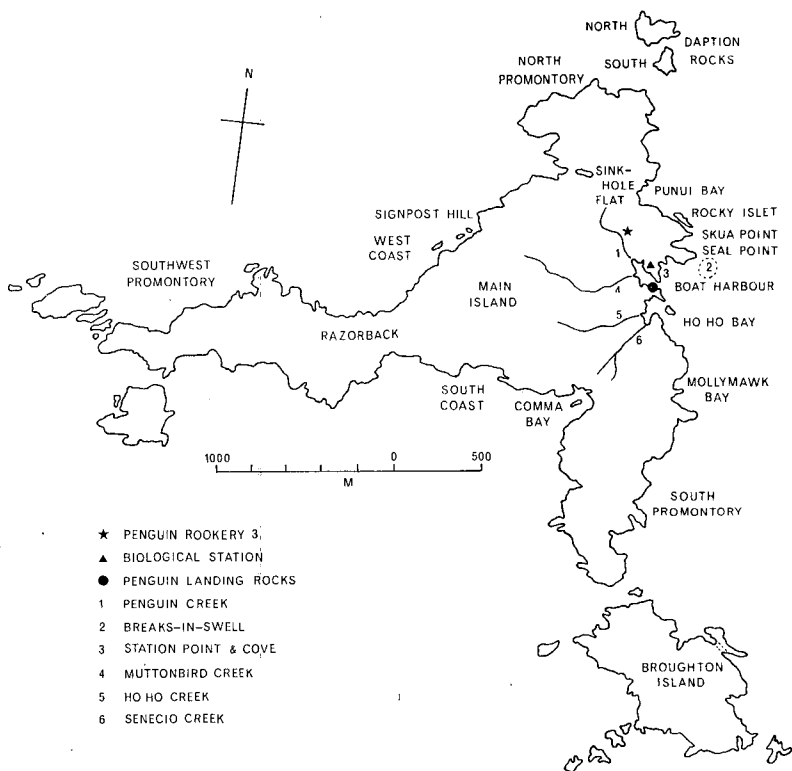 NORTH
DAPTION
ROCKS
SOUTH
NORTH
PROMONTORY
N
SINK-
HOLE
FLAT
PUNUI BAY
ROCKY ISLET
SIGNPOST HILL
SKUA POINT
WEST
COAST
SEAL POINT
1
2
3
SOUTHWEST
PROMONTORY
MAIN
ISLAND
4
BOAT HARBOUR
RAZORBACK
5
HO HO BAY
6
SOUTH
COAST
COMMA
BAY
MOLLYMAWK
BAY
1000 0 500
M
SOUTH
PROMONTORY
★ PENGUIN ROOKERY 3
▲ BIOLOGICAL STATION
● PENGUIN LANDING ROCKS
1 PENGUIN CREEK
2 BREAKS-IN-SWELL
3 STATION POINT & COVE
4 MUTTONBIRD CREEK
5 HO HO CREEK
6 SENECIO CREEK
BROUGHTON
ISLAND